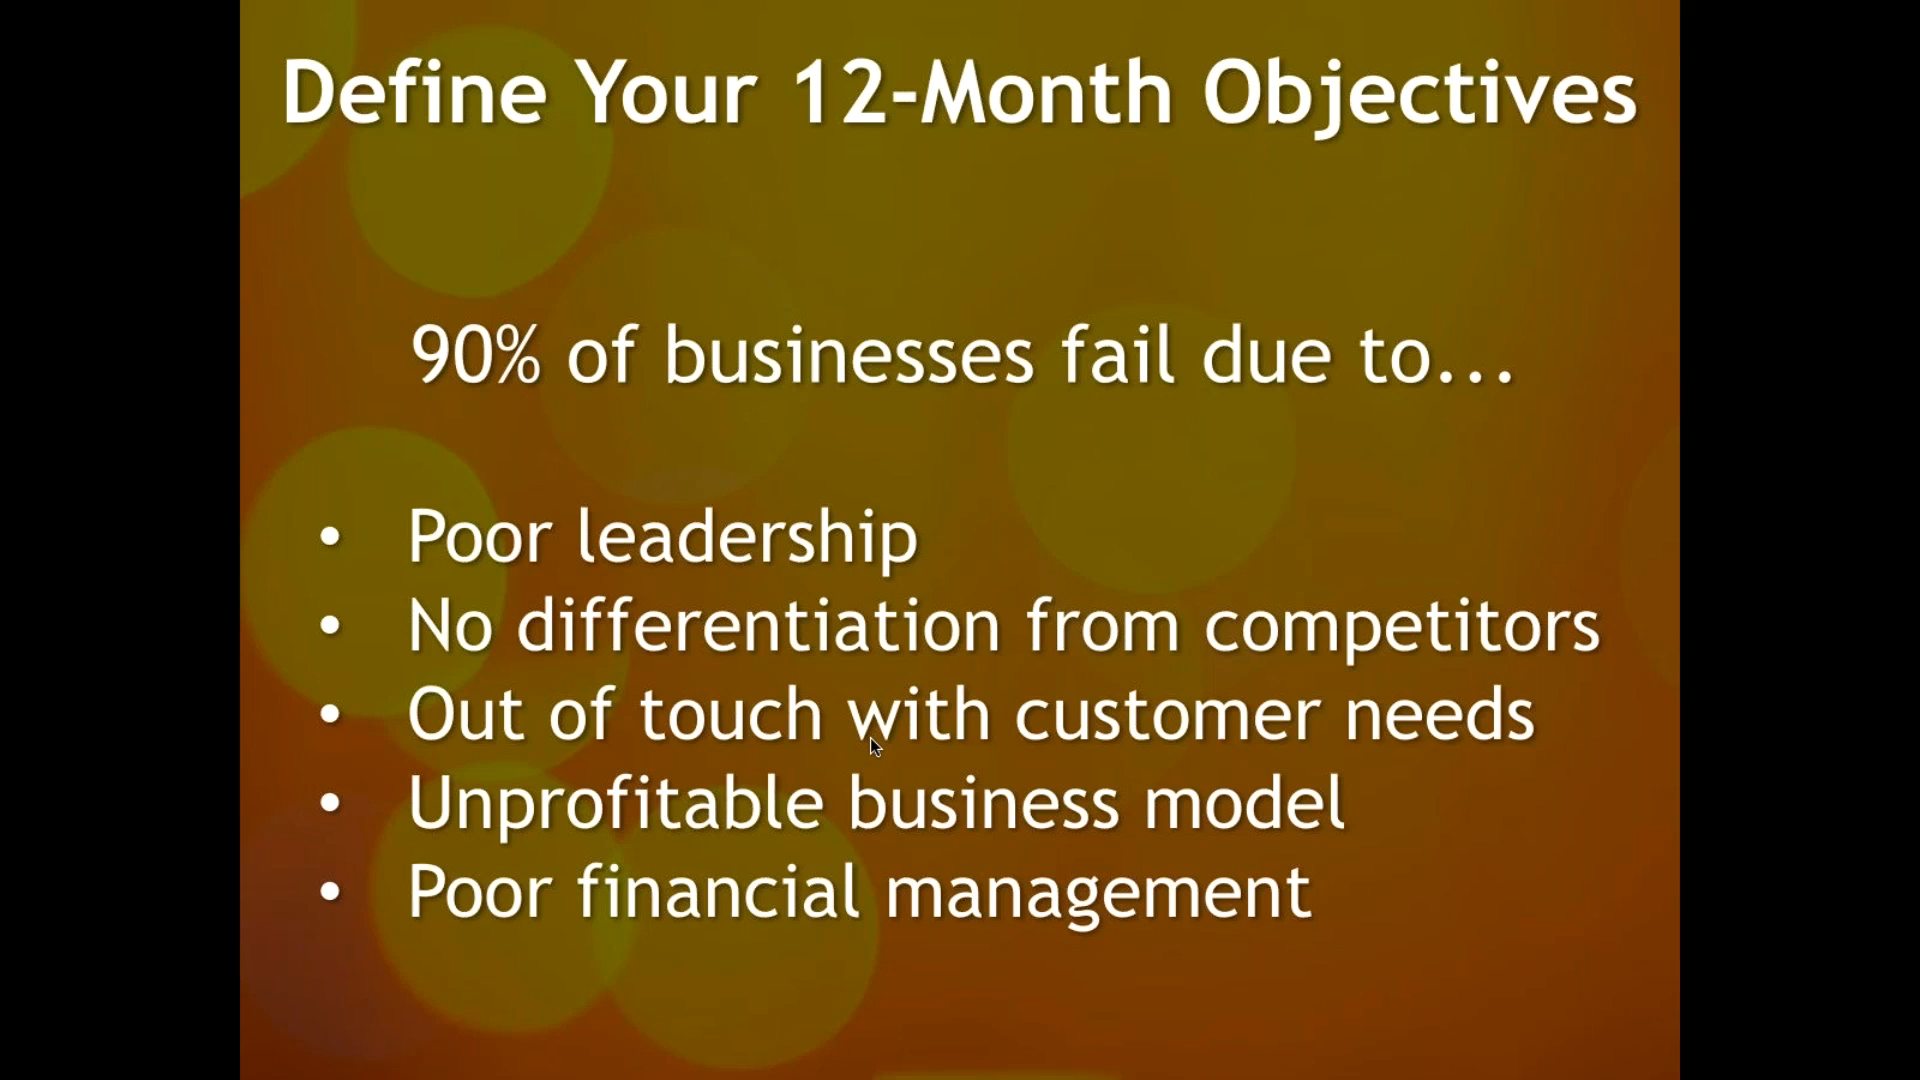 Define Your 12-Month Objectives
90% of businesses fail due to...
• Poor leadership
• No differentiation from competitors
• Out of touch with customer needs
• Unprofitable business model
• Poor financial management